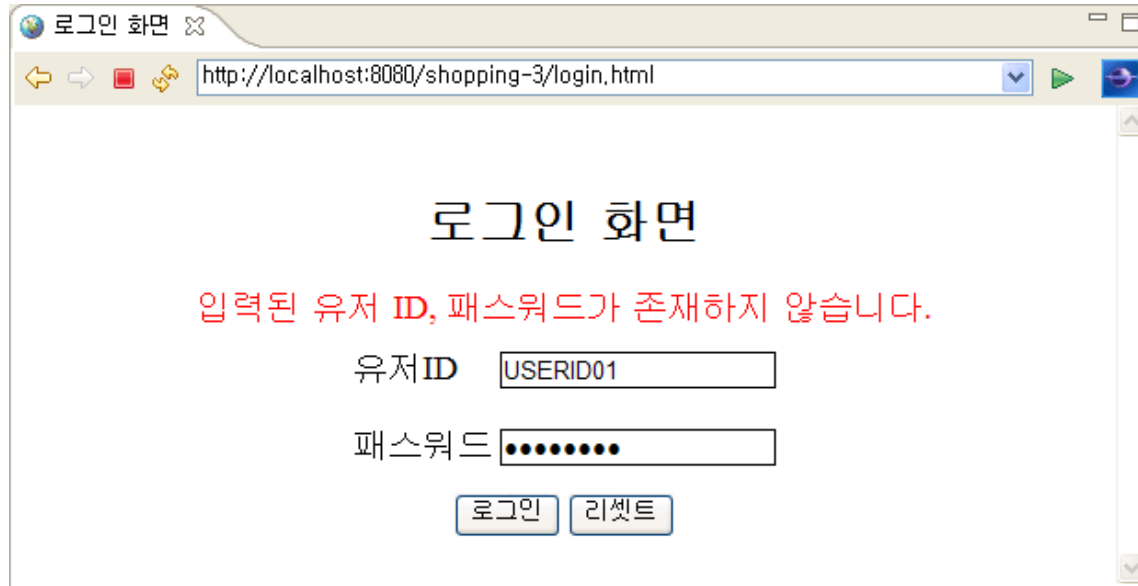 로그인 화면
http://localhost:8080/shopping-3/login.html
로그인 화면
입력된 유저 ID, 패스워드가 존재하지 않습니다.
유저ID USERID01
패스워드 ●●●●●●●●
로그인 리셋트